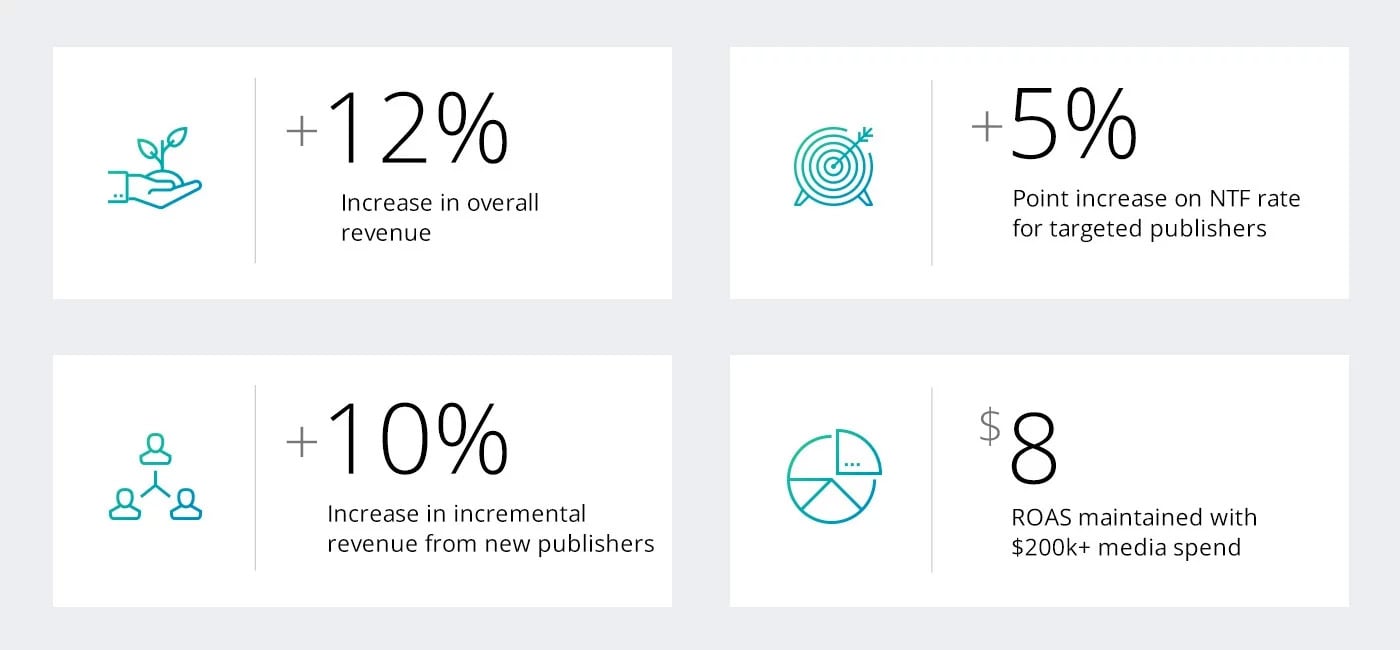 +12%
Increase in overall
revenue
+5%
Point increase on NTF rate
for targeted publishers
+10%
Increase in incremental
revenue from new publishers
$8
ROAS maintained with
$200k+ media spend